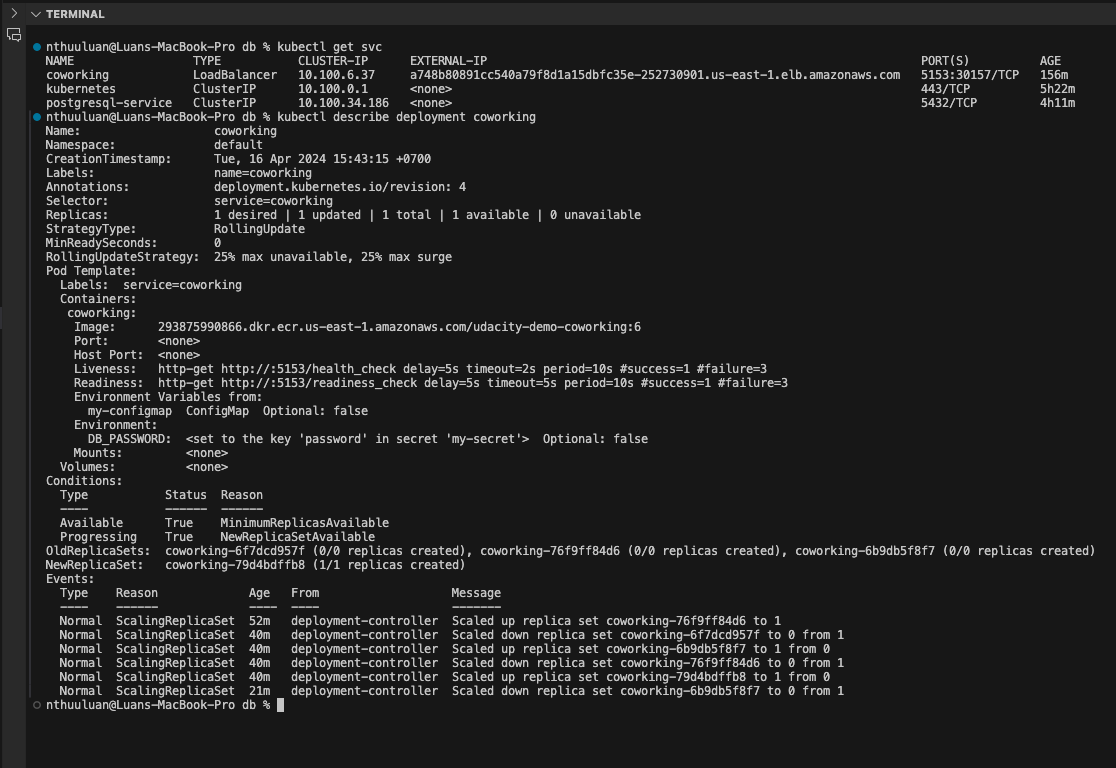 TERMINAL
nthuuluan@Luans-MacBook-Pro db % kubectl get svc
NAME TYPE CLUSTER-IP EXTERNAL-IP PORT(S) AGE
coworking LoadBalancer 10.100.6.37 a748b80891cc540a79f8d1a15dbfc35e-252730901.us-east-1.elb.amazonaws.com 5153:30157/TCP 156m
kubernetes ClusterIP 10.100.0.1 <none> 443/TCP 5h22m
postgresql-service ClusterIP 10.100.34.186 <none> 5432/TCP 4h11m
nthuuluan@Luans-MacBook-Pro db % kubectl describe deployment coworking
Name: coworking
Namespace: default
CreationTimestamp: Tue, 16 Apr 2024 15:43:15 +0700
Labels: name=coworking
Annotations: deployment.kubernetes.io/revision: 4
Selector: service=coworking
Replicas: 1 desired | 1 updated | 1 total | 1 available | 0 unavailable
StrategyType: RollingUpdate
MinReadySeconds: 0
RollingUpdateStrategy: 25% max unavailable, 25% max surge
Pod Template:
Labels: service=coworking
Containers:
coworking:
Image: 293875990866.dkr.ecr.us-east-1.amazonaws.com/udacity-demo-coworking:6
Port: <none>
Host Port: <none>
Liveness: http-get http://:5153/health_check delay=5s timeout=2s period=10s #success=1 #failure=3
Readiness: http-get http://:5153/readiness_check delay=5s timeout=5s period=10s #success=1 #failure=3
Environment Variables from:
my-configmap ConfigMap Optional: false
Environment:
DB_PASSWORD: <set to the key 'password' in secret 'my-secret'> Optional: false
Mounts: <none>
Volumes: <none>
Conditions:
Type Status Reason
---- ------ ------
Available True MinimumReplicasAvailable
Progressing True NewReplicaSetAvailable
OldReplicaSets: coworking-6f7dcd957f (0/0 replicas created), coworking-76f9ff84d6 (0/0 replicas created), coworking-6b9db5f8f7 (0/0 replicas created)
NewReplicaSet: coworking-79d4bdffb8 (1/1 replicas created)
Events:
Type Reason Age From Message
---- ------ ---- ---- -------
Normal ScalingReplicaSet 52m deployment-controller Scaled up replica set coworking-76f9ff84d6 to 1
Normal ScalingReplicaSet 40m deployment-controller Scaled down replica set coworking-6f7dcd957f to 0 from 1
Normal ScalingReplicaSet 40m deployment-controller Scaled up replica set coworking-6b9db5f8f7 to 1 from 0
Normal ScalingReplicaSet 40m deployment-controller Scaled down replica set coworking-76f9ff84d6 to 0 from 1
Normal ScalingReplicaSet 40m deployment-controller Scaled up replica set coworking-79d4bdffb8 to 1 from 0
Normal ScalingReplicaSet 21m deployment-controller Scaled down replica set coworking-6b9db5f8f7 to 0 from 1
nthuuluan@Luans-MacBook-Pro db %